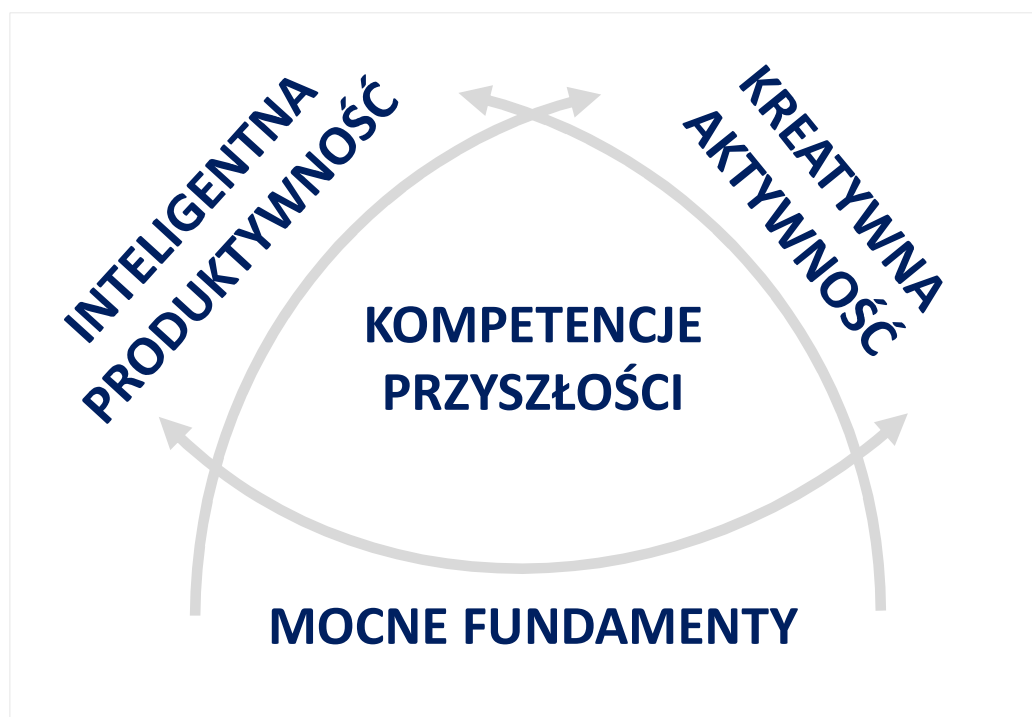 INTELIGENTNA
PRODUKTYWNOŚĆ
KREATYWNA
AKTYWNOŚĆ
KOMPETENCJE
PRZYSZŁOŚCI
MOCNE FUNDAMENTY